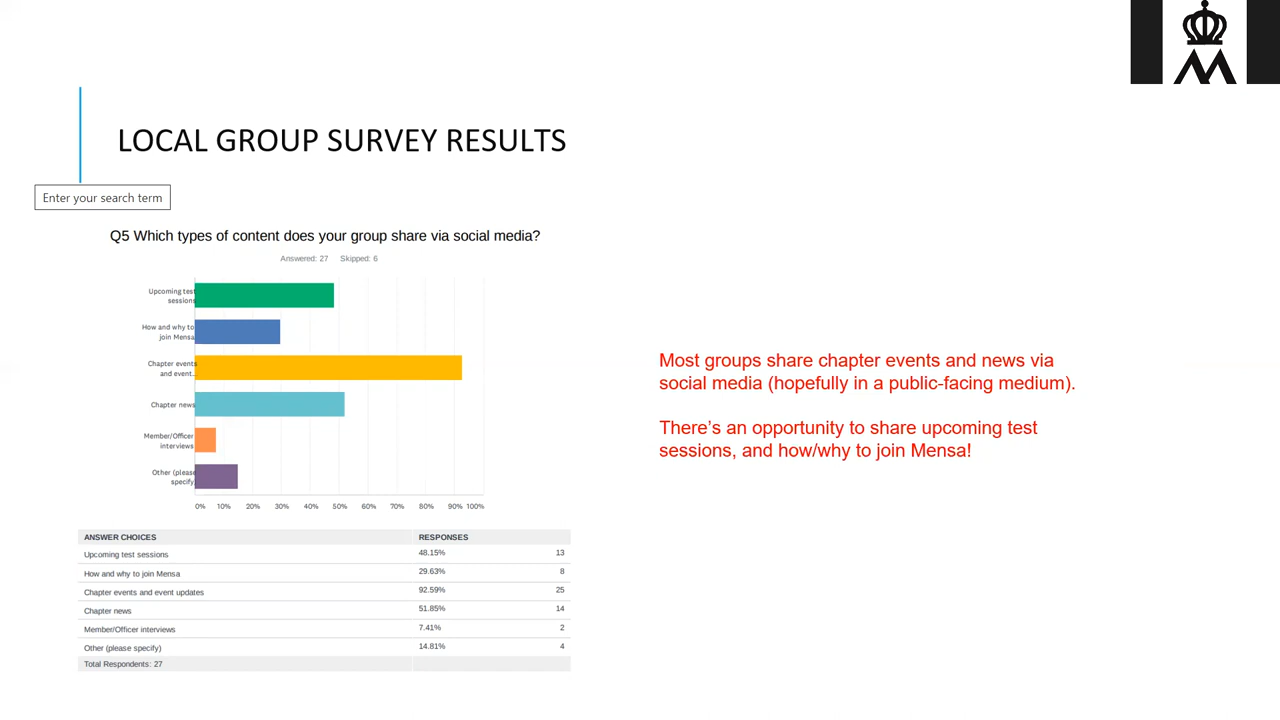 LOCAL GROUP SURVEY RESULTS
Enter your search term
Q5 Which types of content does your group share via social media?
Answered: 27 Skipped: 6
Upcoming test
sessions
How and why to
join Mensa
Chapter events
and event..
Chapter news
Member/Officer
interviews
Other (please
specify
0% 10% 20% 30% 40% 50% 60% 70% 80% 90% 100%
ANSWER CHOICES RESPONSES
Upcoming test sessions 48.15% 13
How and why to join Mensa 29.63% 8
Chapter events and event updates 92.59% 25
Chapter news 51.85% 14
Member/Officer interviews 7.41% 2
Other (please specify) 14.81% 4
Total Respondents: 27
Most groups share chapter events and news via
social media (hopefully in a public-facing medium).
There's an opportunity to share upcoming test
sessions, and how/why to join Mensa!